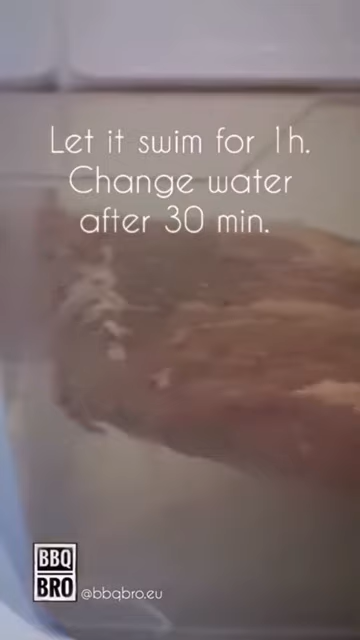 Let it swim for 1h.
Change water
after 30 min.
BBQ
BRO
@bbqbro.eu